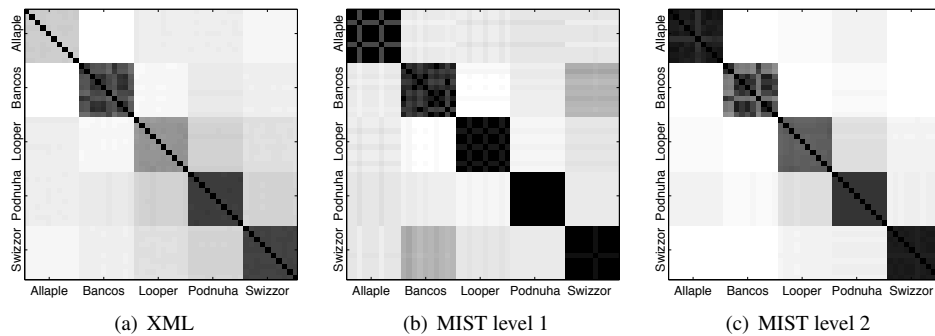 Allaple
Bancos
Looper
Podnuha
Swizzor
Allaple Bancos Looper Podnuha Swizzor
(a) XML
Allaple
Bancos
Looper
Podnuha
Swizzor
Allaple Bancos Looper Podnuha Swizzor
(b) MIST level 1
Allaple
Bancos
Looper
Podnuha
Swizzor
Allaple Bancos Looper Podnuha Swizzor
(c) MIST level 2